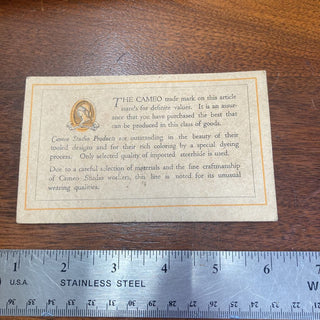 THE CAMEO trade mark on this article
stands for definite values. It is an assur-
ance that you have purchased the best that
can be produced in this class of goods.
Cameo Studio Products are outstanding in the beauty of their
tooled designs and for their rich coloring by a special dyeing
process. Only selected quality of imported steerhide is used.
Due to a careful selection of materials and the fine craftsmanship
of Cameo Studio workers, this line is noted for its unusual
wearing qualities.
1 2 3 4 5 6 7
U.S.A. STAINLESS STEEL W